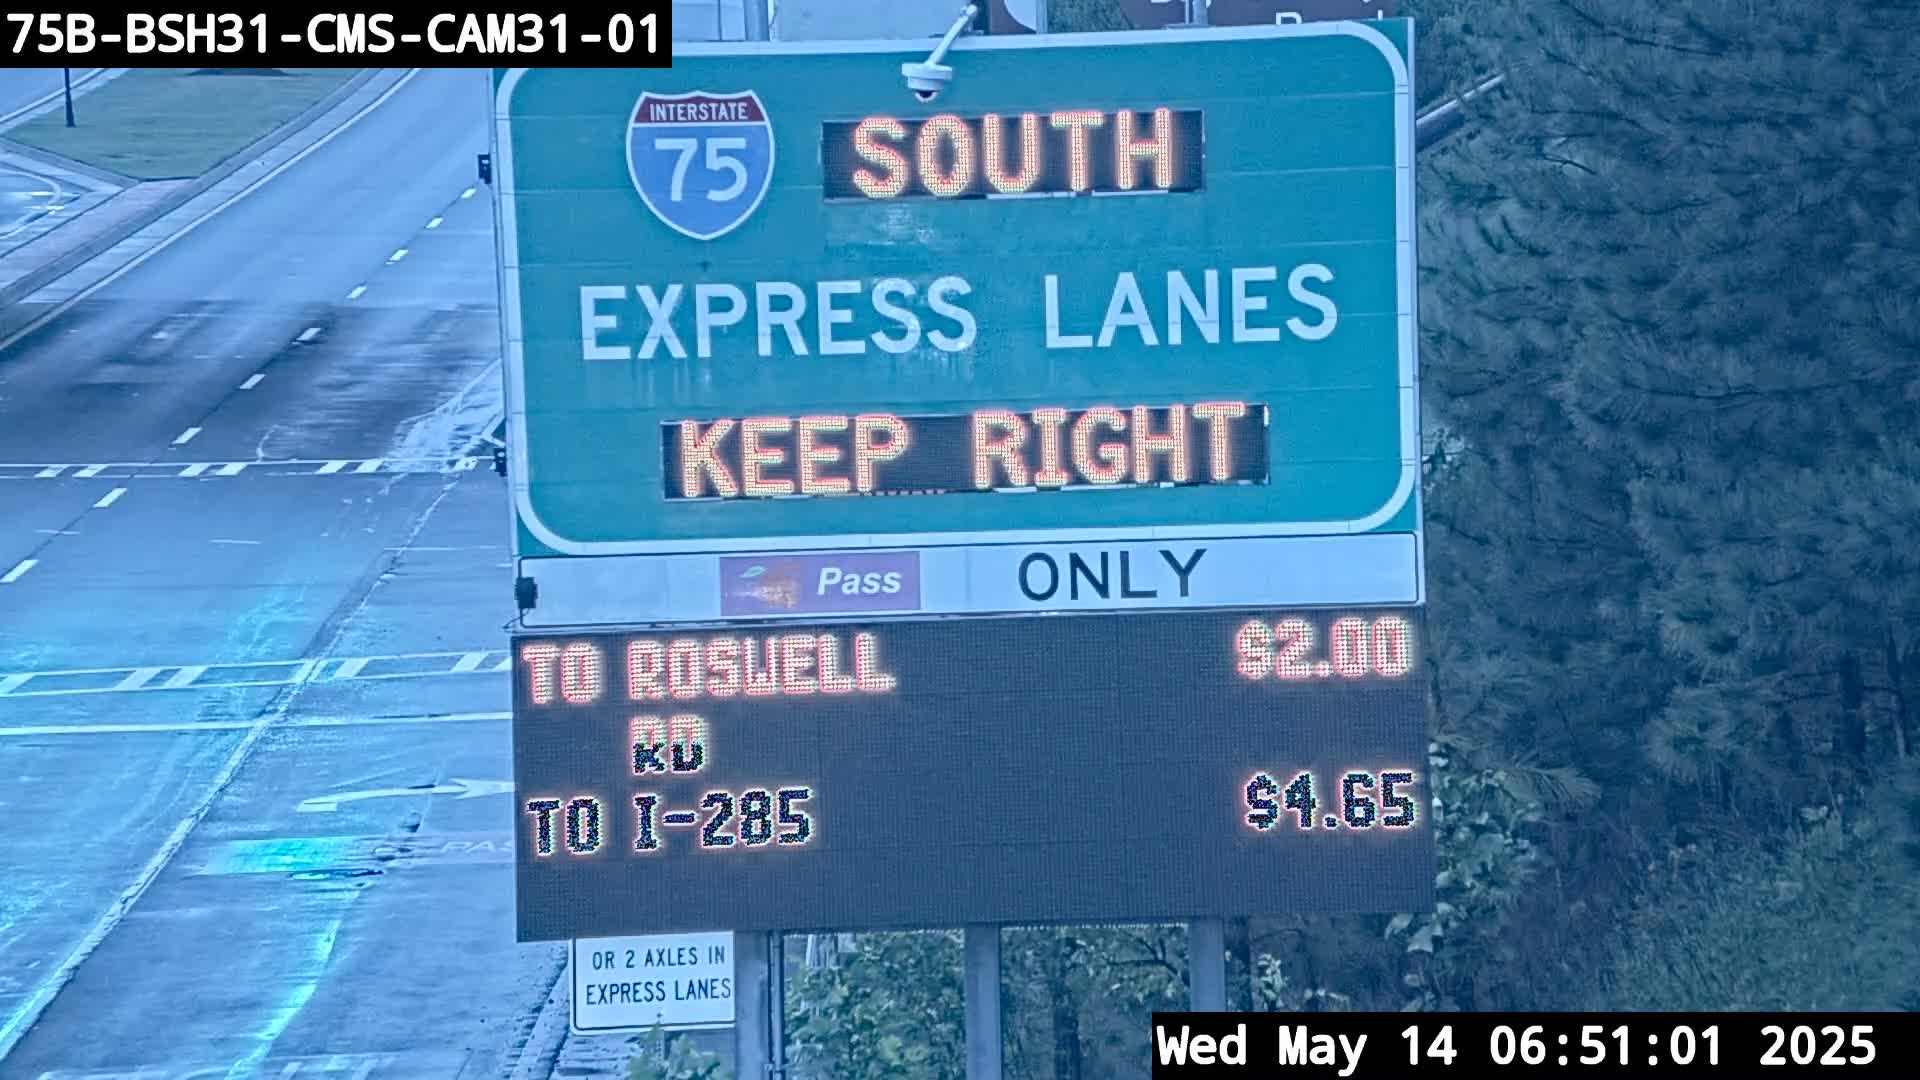 75B-BSH31-CMS-CAM31-01
INTERSTATE
75
SOUTH
EXPRESS LANES
KEEP RIGHT
Pass ONLY
TO ROSWELL $2.00
RD
TO I-285 $4.65
OR 2 AXLES IN
EXPRESS LANES
Wed May 14 06:51:01 2025